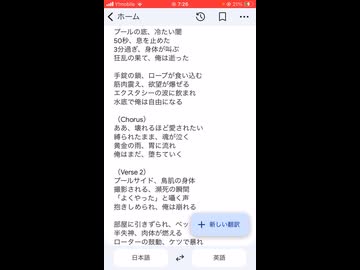 Y!mobile 7:25 21%
ホーム
プールの底、冷たい闇
50秒、息を止めた
3分過ぎ、身体が叫ぶ
狂乱の果て、俺は逝った
手錠の鎖、ロープが食い込む
筋肉震え、欲望が爆ぜる
エクスタシーの波に呑まれ
水底で俺は自由になる
（Chorus）
ああ、壊れるほど愛されたい
縛られたまま、魂が泣く
黄金の雨、胃に流れ
俺はまだ、堕ちていく
（Verse 2）
プールサイド、鳥肌の身体
撮影される、瀕死の瞬間
「よくやった」と囁く声
抱きしめられ、俺は崩れる
部屋に引きずられ、ベッ
半失神、肉体が燃える
ローターの鼓動、ケツで暴れ
+ 新しい翻訳
日本語 英語